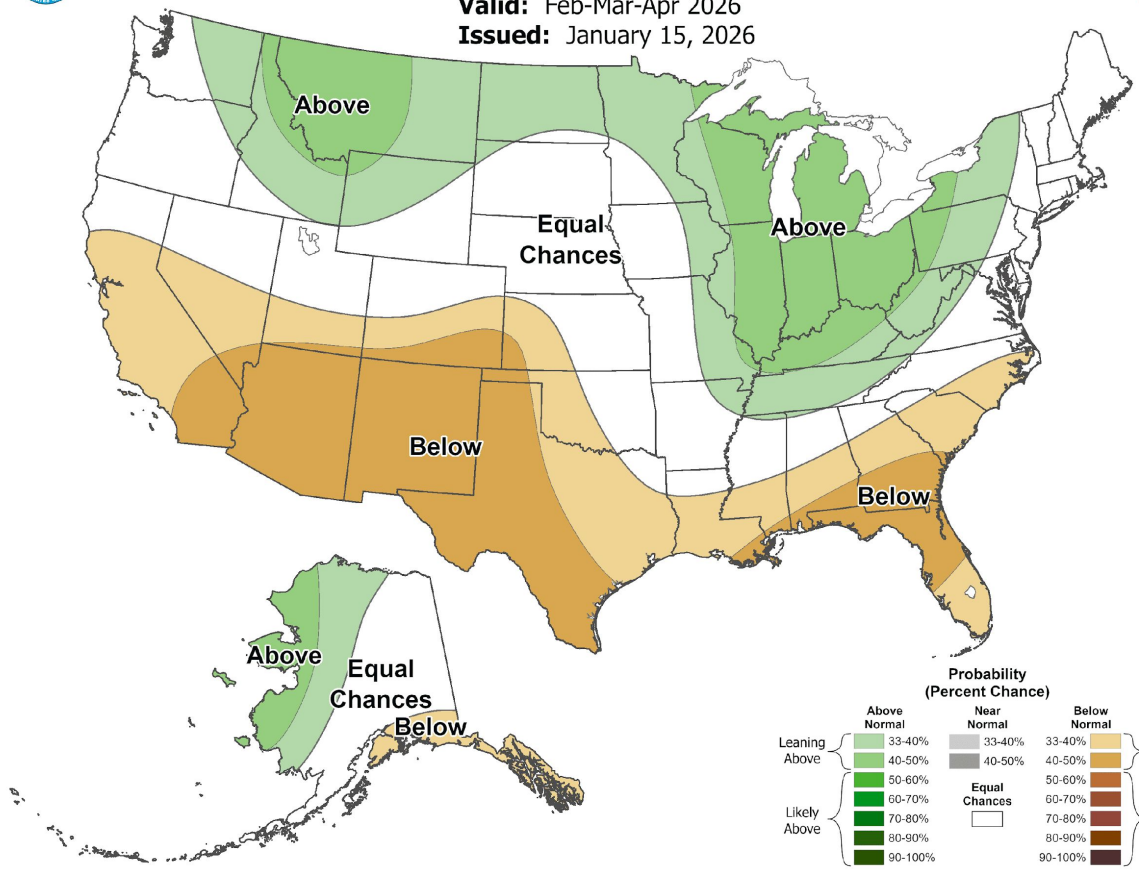 Valid: Feb-Mar-Apr 2026
Issued: January 15, 2026
Above
Equal
Chances
Above
Below
Below
Above
Equal
Chances
Below
Probability
(Percent Chance)
Above
Normal
Near
Normal
Below
Normal
Leaning
Above
33-40%
33-40%
33-40%
40-50%
40-50%
40-50%
50-60%
50-60%
60-70%
Equal
Chances
60-70%
Likely
Above
70-80%
70-80%
80-90%
80-90%
90-100%
90-100%